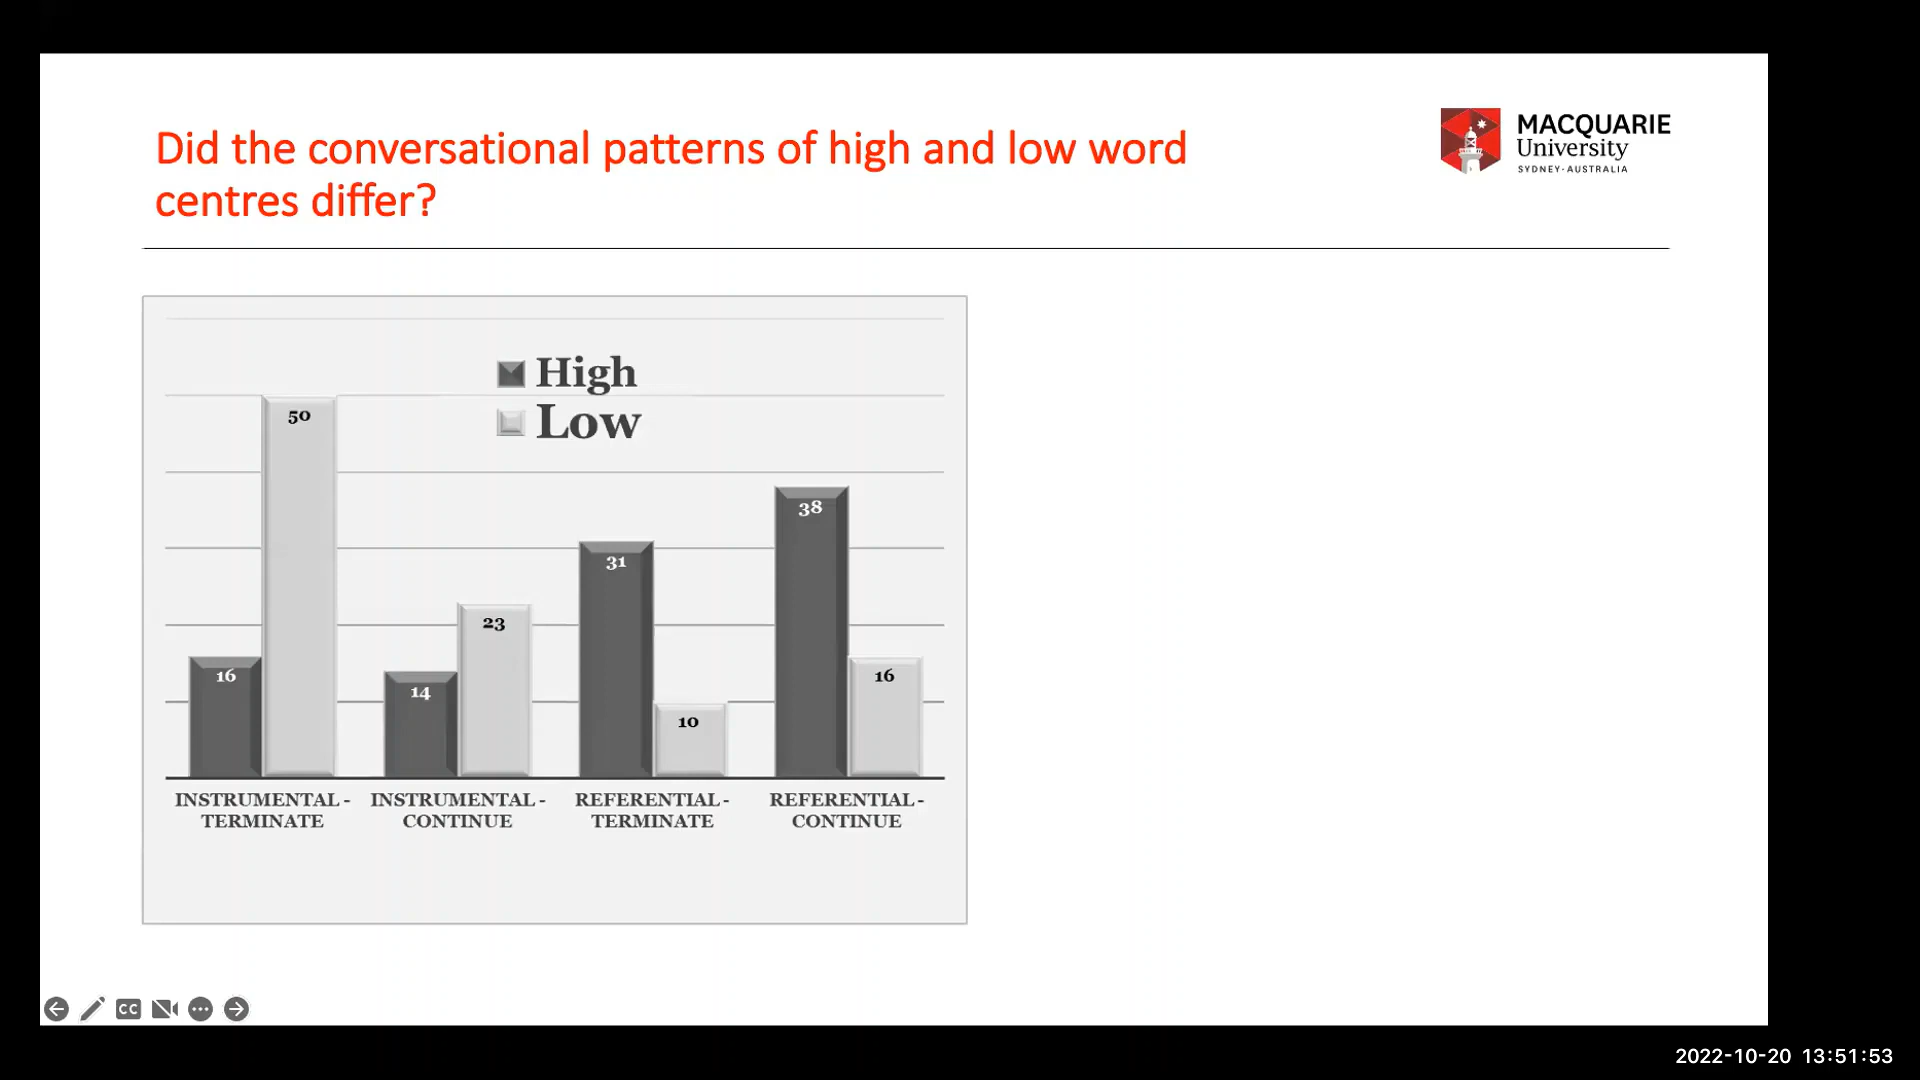 Did the conversational patterns of high and low word
centres differ?
MACQUARIE
University
SYDNEY·AUSTRALIA
High
Low
50
16
23
14
31
10
38
16
INSTRUMENTAL - TERMINATE
INSTRUMENTAL - CONTINUE
REFERENTIAL - TERMINATE
REFERENTIAL - CONTINUE
CC
2022-10-20 13:51:53